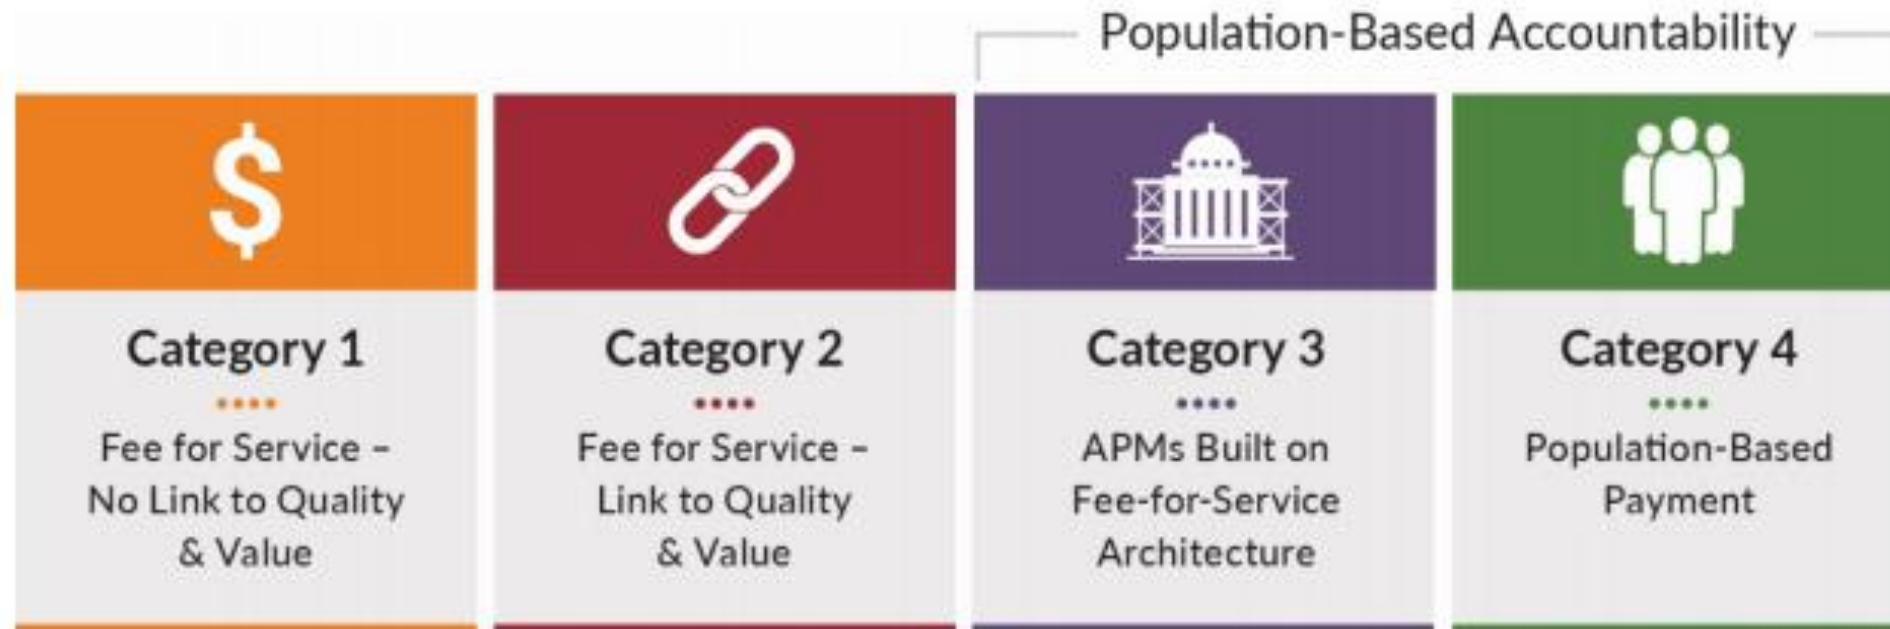 Population-Based Accountability
Category 1
Fee for Service –
No Link to Quality
& Value
Category 2
Fee for Service –
Link to Quality
& Value
Category 3
APMs Built on
Fee-for-Service
Architecture
Category 4
Population-Based
Payment